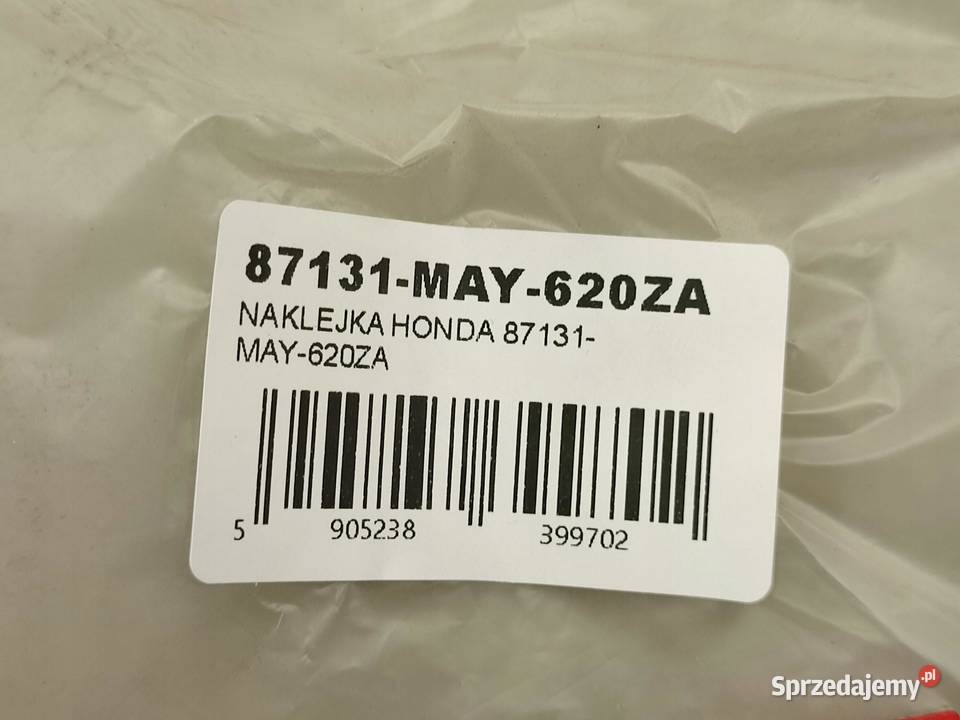 87131-MAY-620ZA
NAKLEJKA HONDA 87131-
MAY-620ZA
5 905238 399702
Sprzedajemy.pl